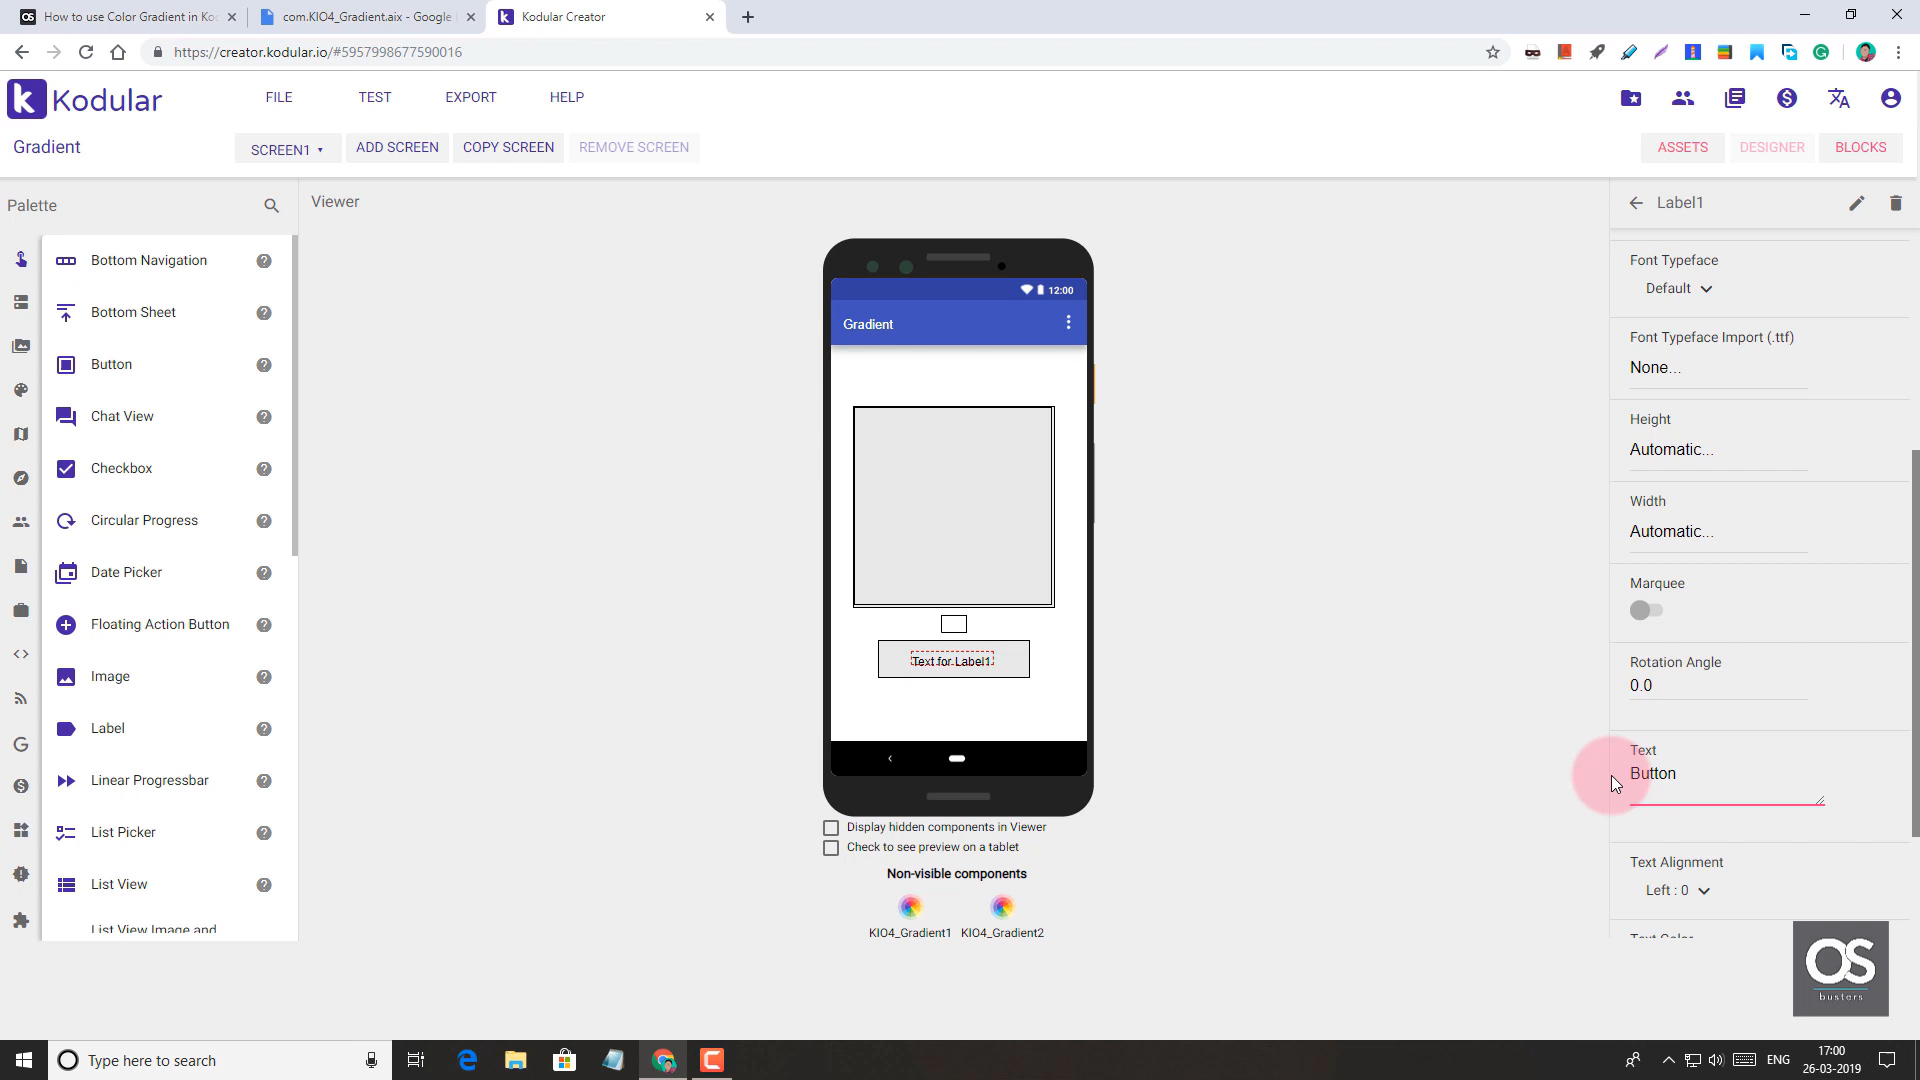 How to use Color Gradient in Ko
com.KIO4_Gradient.aix - Google
Kodular Creator
https://creator.kodular.io/#5957998677590016
Kodular
FILE
TEST
EXPORT
HELP
Gradient
SCREEN1
ADD SCREEN
COPY SCREEN
REMOVE SCREEN
ASSETS
DESIGNER
BLOCKS
Palette
Viewer
Label1
Bottom Navigation
Bottom Sheet
Button
Chat View
Checkbox
Circular Progress
Date Picker
Floating Action Button
Image
Label
Linear Progressbar
List Picker
List View
List View Image and
12:00
Gradient
Text for Label1
Display hidden components in Viewer
Check to see preview on a tablet
Non-visible components
KIO4_Gradient1
KIO4_Gradient2
Font Typeface
Default
Font Typeface Import (.ttf)
None...
Height
Automatic...
Width
Automatic...
Marquee
Rotation Angle
0.0
Text
Button
Text Alignment
Left : 0
Text Color
OS
busters
Type here to search
ENG
17:00
26-03-2019